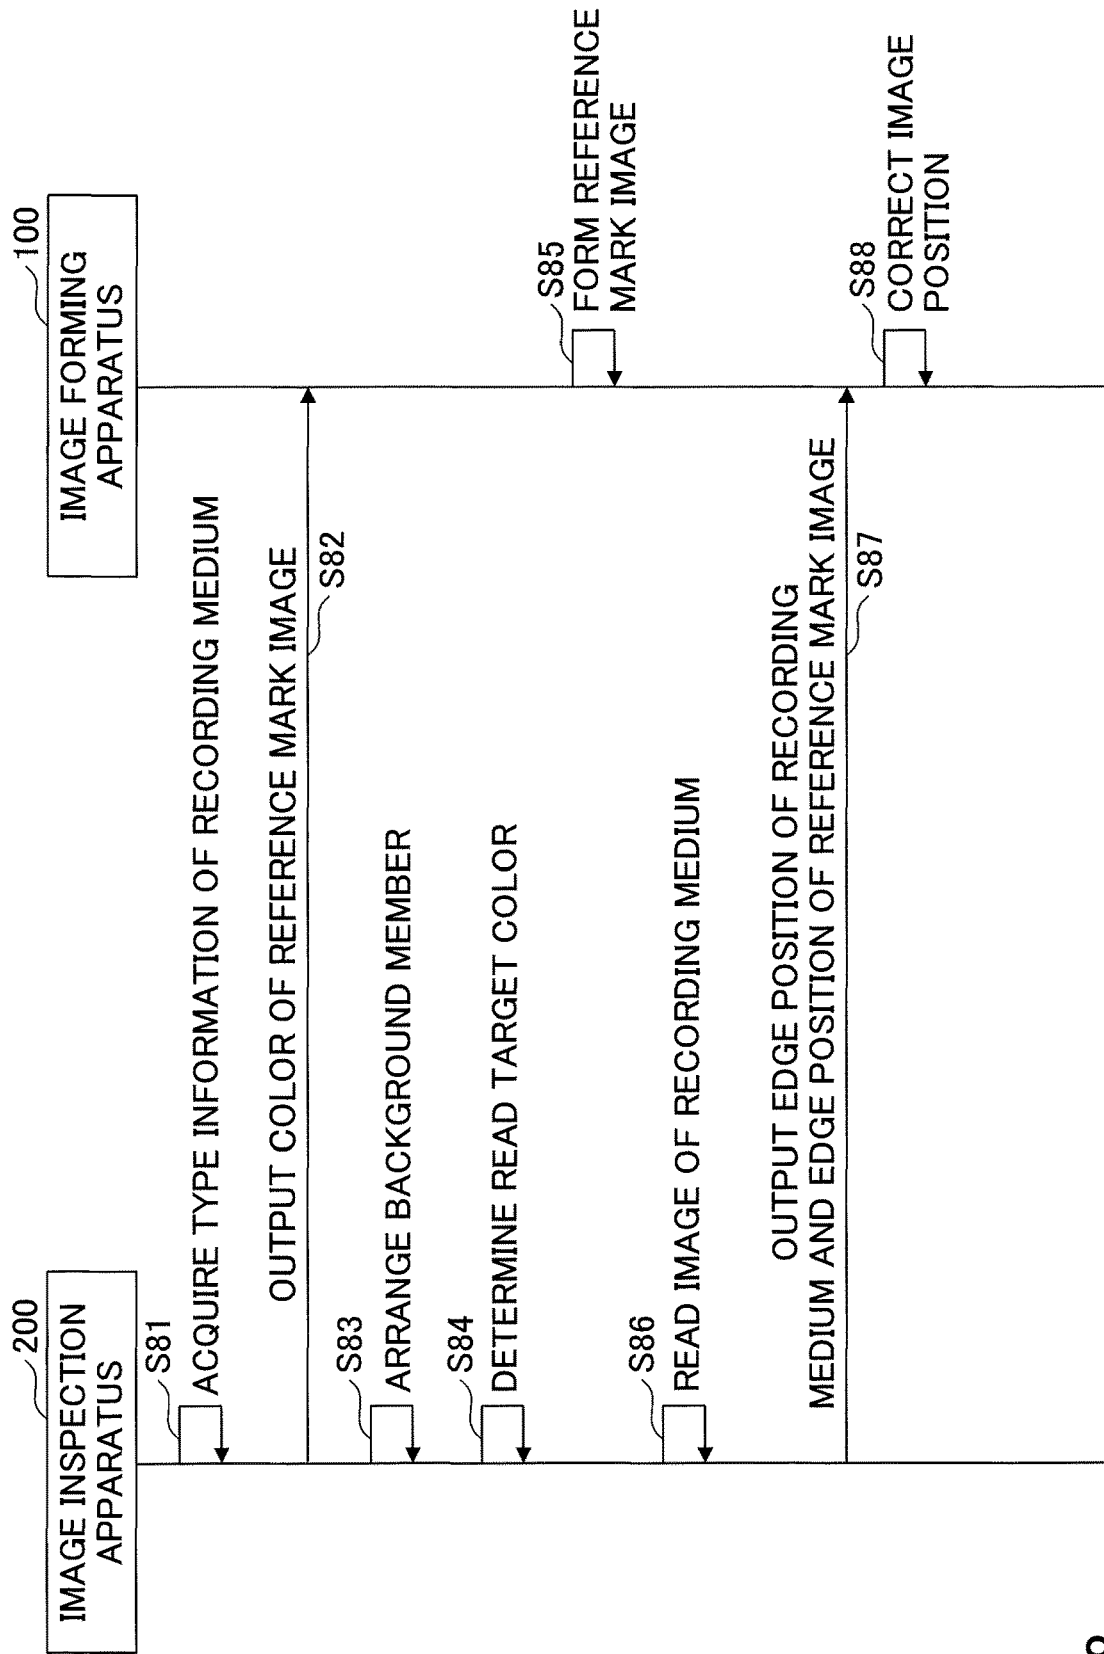 200
IMAGE INSPECTION
APPARATUS
100
IMAGE FORMING
APPARATUS
S81
ACQUIRE TYPE INFORMATION OF RECORDING MEDIUM
OUTPUT COLOR OF REFERENCE MARK IMAGE
S82
S83
ARRANGE BACKGROUND MEMBER
S84
DETERMINE READ TARGET COLOR
S85
FORM REFERENCE
MARK IMAGE
S86
READ IMAGE OF RECORDING MEDIUM
OUTPUT EDGE POSITION OF RECORDING
MEDIUM AND EDGE POSITION OF REFERENCE MARK IMAGE
S87
S88
CORRECT IMAGE
POSITION